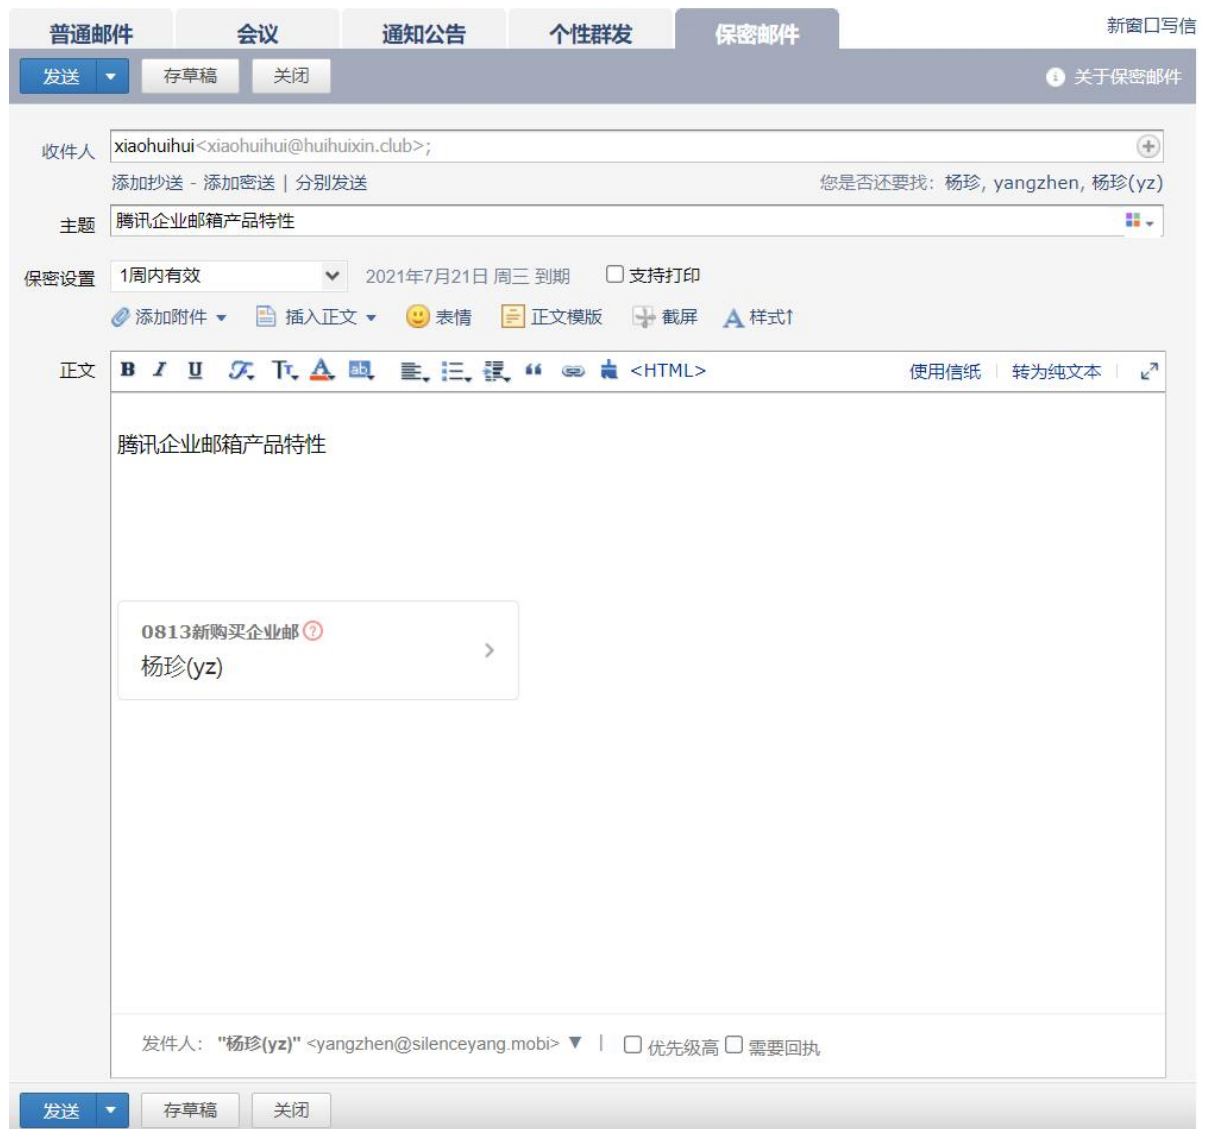 普通邮件 会议 通知公告 个性群发 保密邮件 新窗口写信
发送 存草稿 关闭 关于保密邮件
收件人 xiaohuihui<xiaohuihui@huihuixin.club>;
添加抄送 - 添加密送 | 分别发送 您是否还要找: 杨珍, yangzhen, 杨珍(yz)
主题 腾讯企业邮箱产品特性
保密设置 1周内有效 2021年7月21日 周三 到期 支持打印
添加附件 插入正文 表情 正文模版 截屏 样式↑
正文 B I U <HTML> 使用信纸 转为纯文本
腾讯企业邮箱产品特性
0813新购买企业邮
杨珍(yz)
发件人: "杨珍(yz)" <yangzhen@silenceyang.mobi> 优先级高 需要回执
发送 存草稿 关闭